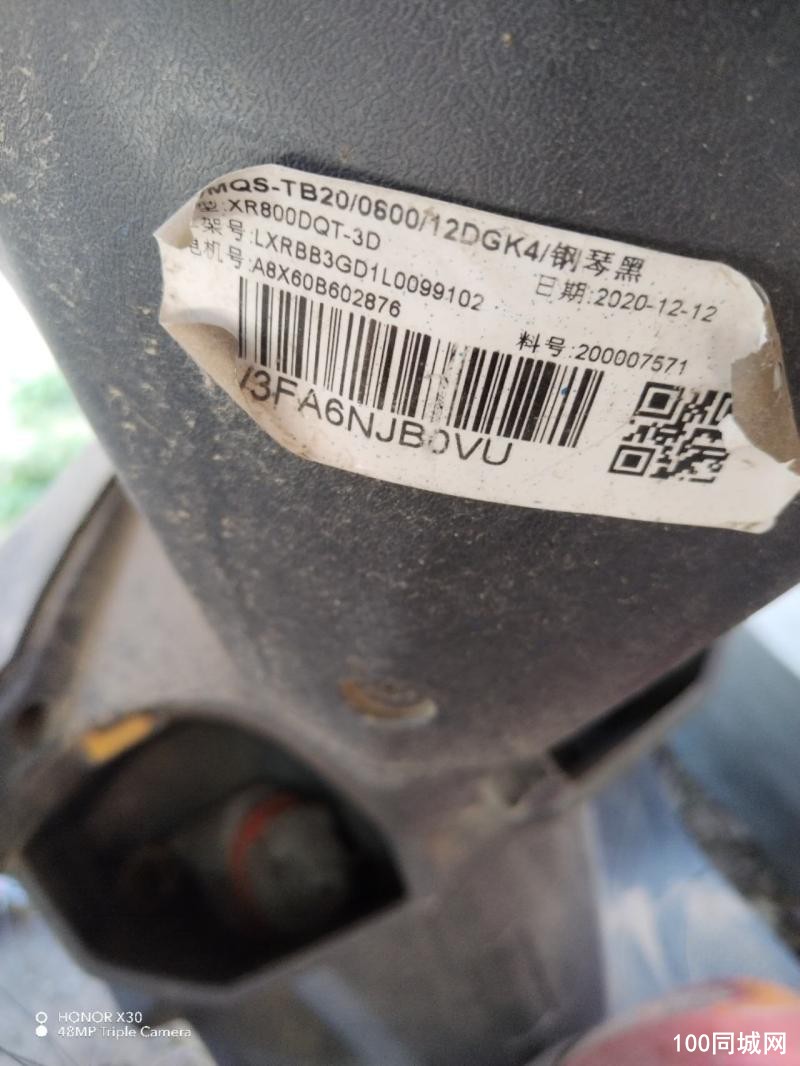 MQS-TB20/0600/12DGK4/钢琴黑
型:XR800DQT-3D
架号:LXRBB3GD1L0099102 日期:2020-12-12
电机号:A8X60B602876
料号:200007571
/3FA6NJB0VU
HONOR X30
48MP Triple Camera
100同城网